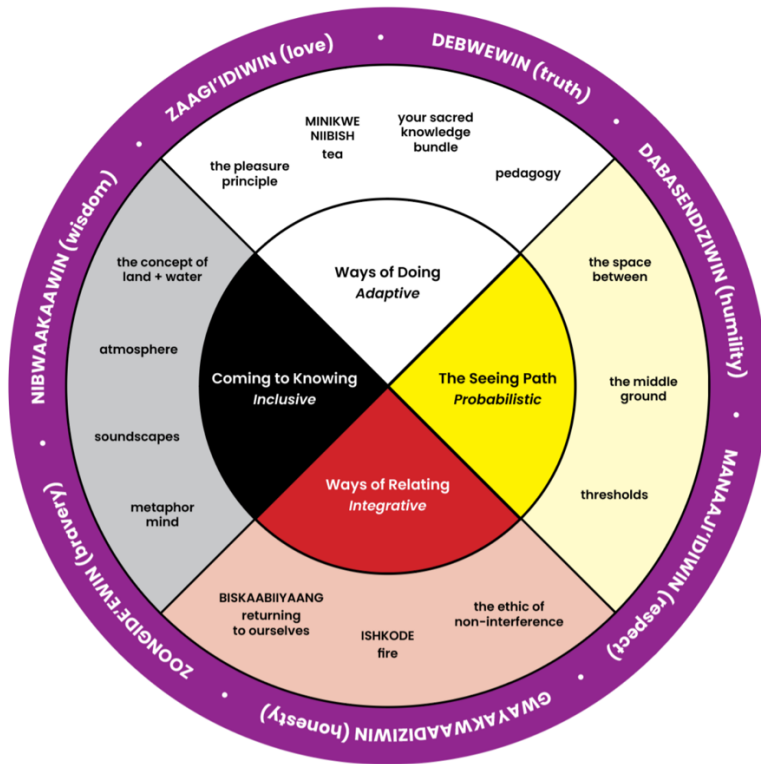 ZAAGI'IDIWIN (love)
DEBWEWIN (truth)
DABASENDIZIWIN (humility)
MANAAJI'IDIWIN (respect)
GWAYAKWAADIZIWIN (honesty)
ZOONGIDE'EWIN (bravery)
NIBWAAKAAWIN (wisdom)
the pleasure
principle
MINIKWE
NIIBISH
tea
your sacred
knowledge
bundle
pedagogy
Ways of Doing
Adaptive
the space
between
the middle
ground
thresholds
The Seeing Path
Probabilistic
the ethic of
non-interference
ISHKODE
fire
BISKAABIIYAANG
returning
to ourselves
Ways of Relating
Integrative
the concept of
land + water
atmosphere
soundscapes
metaphor
mind
Coming to Knowing
Inclusive